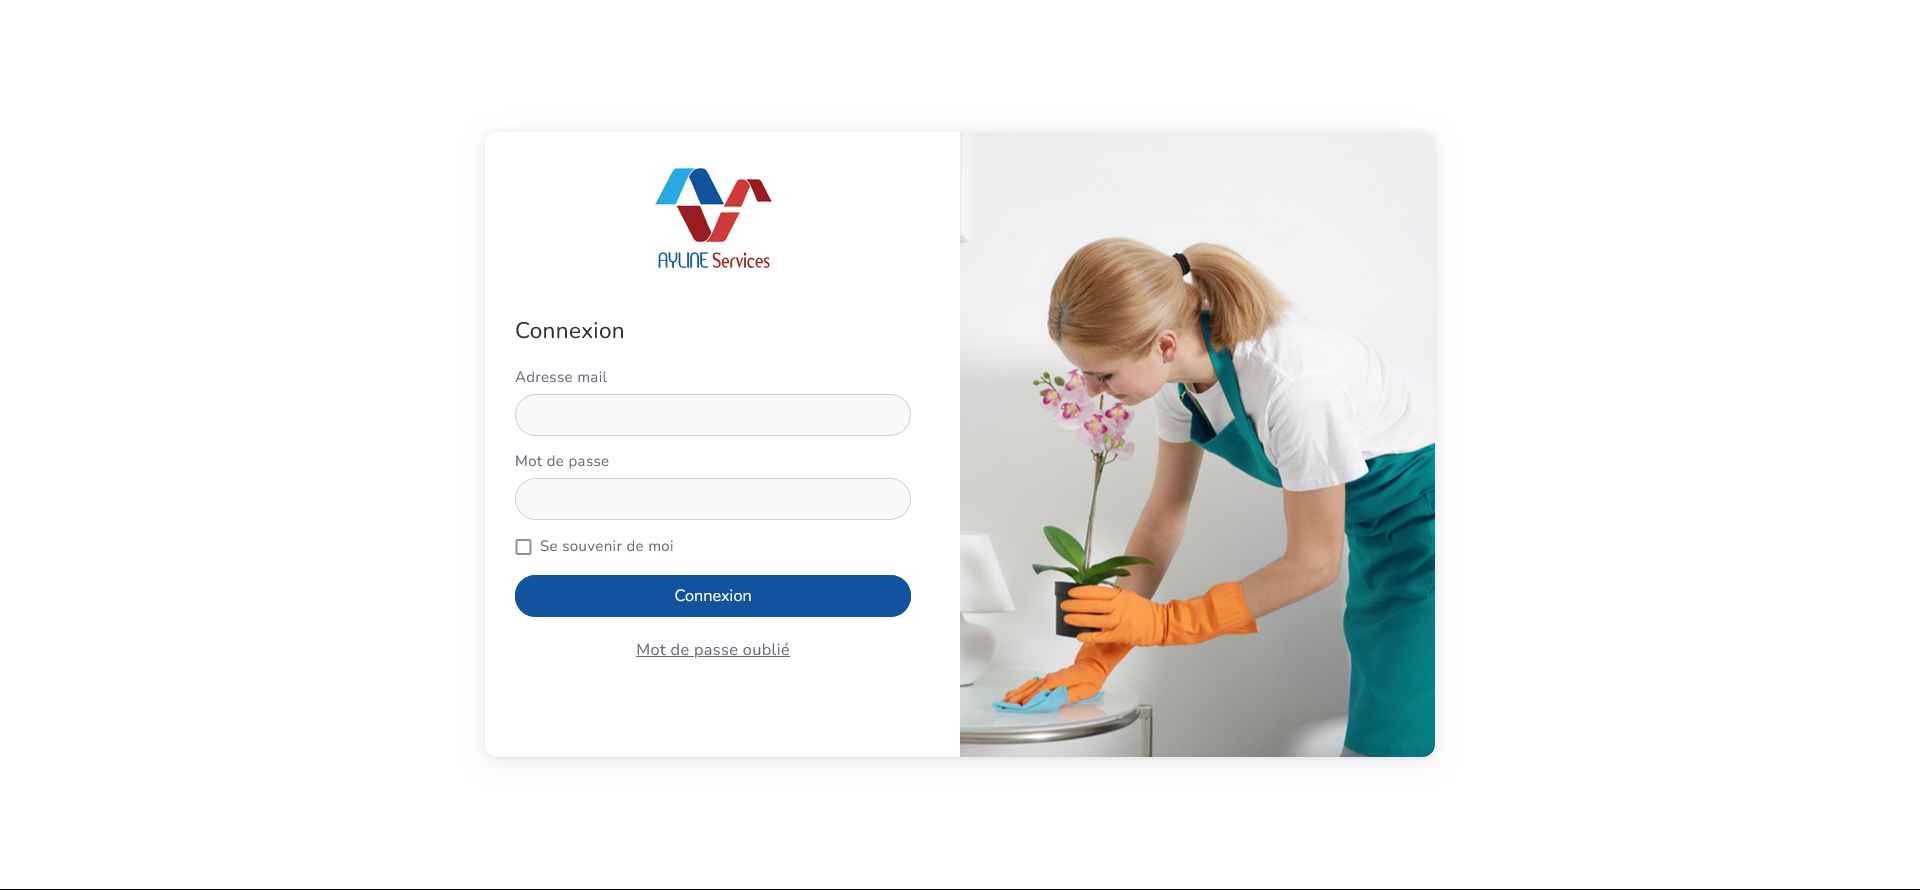 AYLINE Services
Connexion
Adresse mail
Mot de passe
Se souvenir de moi
Connexion
Mot de passe oublié